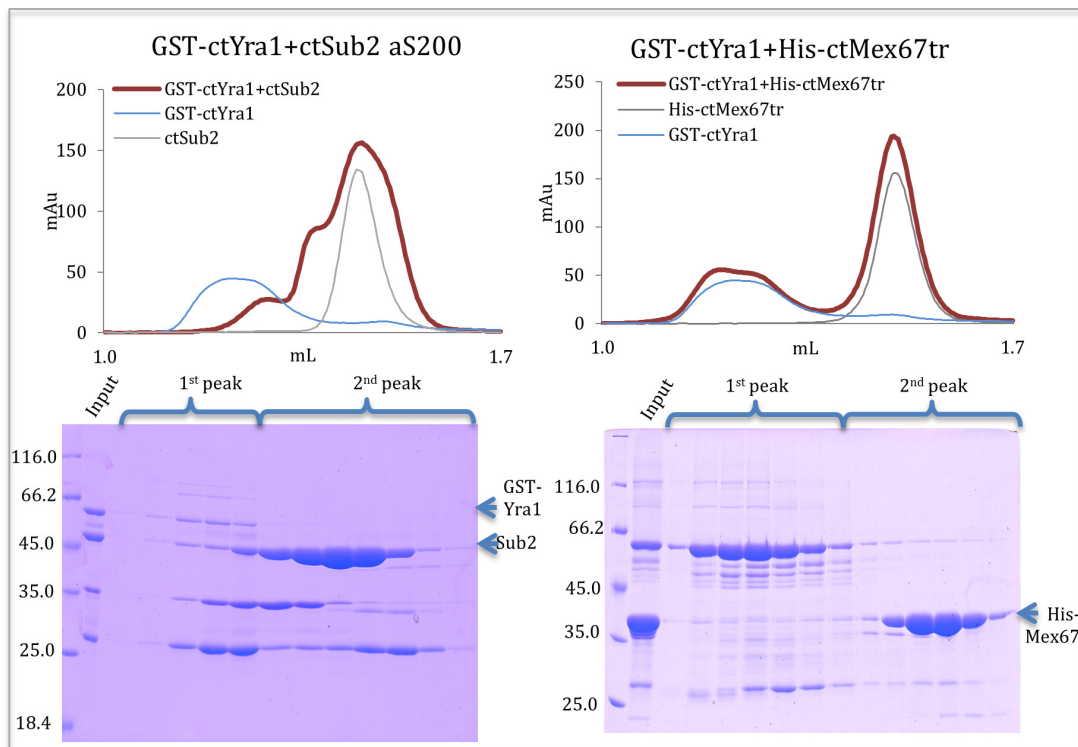 GST-ctYra1+ctSub2 aS200
GST-ctYra1+ctSub2
GST-ctYra1
ctSub2
200
150
100
50
0
mAu
1.0
mL
1.7
Input
1st peak
2nd peak
116.0
66.2
45.0
35.0
25.0
18.4
GST-
Yra1
Sub2
GST-ctYra1+His-ctMex67tr
GST-ctYra1+His-ctMex67tr
His-ctMex67tr
GST-ctYra1
250
200
150
100
50
0
mAu
1.0
mL
1.7
Input
1st peak
2nd peak
116.0
66.2
45.0
35.0
25.0
His-
Mex67